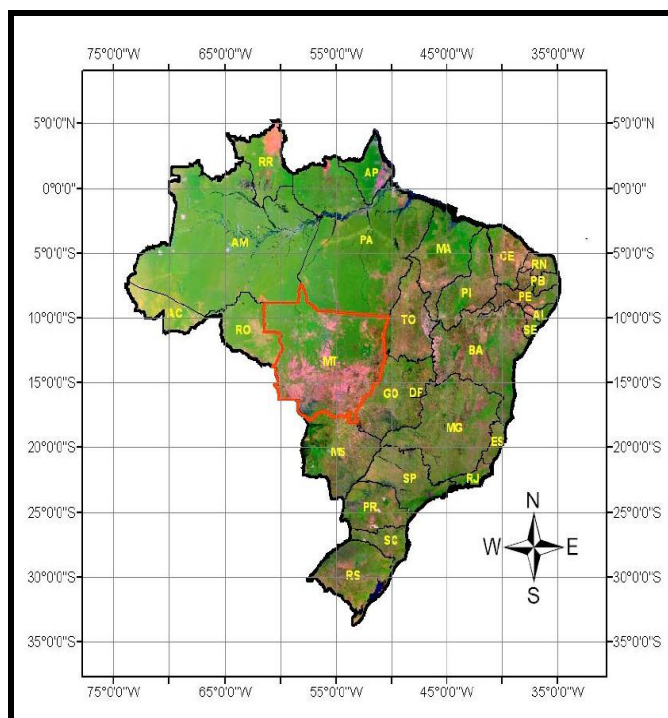 75°0'0"W 65°0'0"W 55°0'0"W 45°0'0"W 35°0'0"W
5°0'0"N 5°0'0"N
RR
AP
0°0'0" 0°0'0"
AM PA MA CE RN
5°0'0"S 5°0'0"S
PB
PI PE
AC RO TO AL
10°0'0"S 10°0'0"S
SE
MT BA
15°0'0"S 15°0'0"S
GO DF
MG
ES
20°0'0"S 20°0'0"S
MS
SP RJ
PR
25°0'0"S 25°0'0"S
N
SC
W E
RS
30°0'0"S 30°0'0"S
S
35°0'0"S 35°0'0"S
75°0'0"W 65°0'0"W 55°0'0"W 45°0'0"W 35°0'0"W